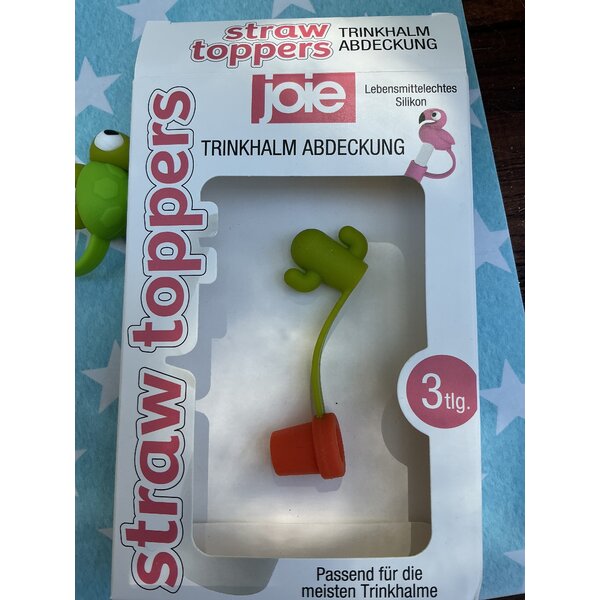 straw
toppers
TRINKHALM
ABDECKUNG
joie
Lebensmittelechtes
Silikon
TRINKHALM ABDECKUNG
straw toppers
3tlg.
Passend für die
meisten Trinkhalme